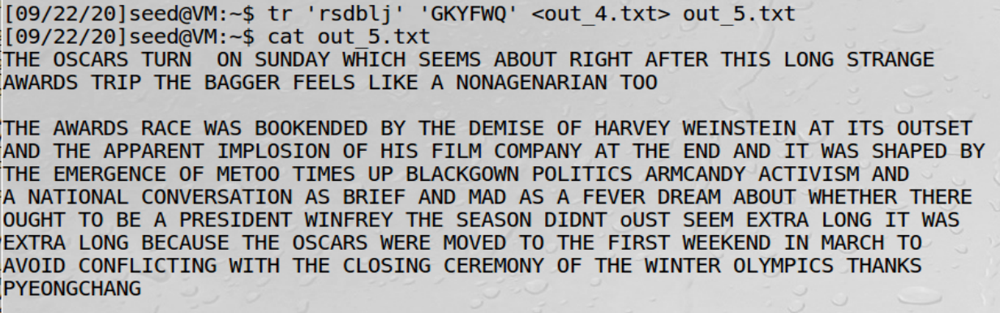 [09/22/20]seed@VM:~$ tr 'rsdblj' 'GKYFWQ' <out_4.txt> out_5.txt
[09/22/20]seed@VM:~$ cat out_5.txt
THE OSCARS TURN  ON SUNDAY WHICH SEEMS ABOUT RIGHT AFTER THIS LONG STRANGE
AWARDS TRIP THE BAGGER FEELS LIKE A NONAGENARIAN TOO

THE AWARDS RACE WAS BOOKENDED BY THE DEMISE OF HARVEY WEINSTEIN AT ITS OUTSET
AND THE APPARENT IMPLOSION OF HIS FILM COMPANY AT THE END AND IT WAS SHAPED BY
THE EMERGENCE OF METOO TIMES UP BLACKGOWN POLITICS ARMCANDY ACTIVISM AND
A NATIONAL CONVERSATION AS BRIEF AND MAD AS A FEVER DREAM ABOUT WHETHER THERE
OUGHT TO BE A PRESIDENT WINFREY THE SEASON DIDNT oUST SEEM EXTRA LONG IT WAS
EXTRA LONG BECAUSE THE OSCARS WERE MOVED TO THE FIRST WEEKEND IN MARCH TO
AVOID CONFLICTING WITH THE CLOSING CEREMONY OF THE WINTER OLYMPICS THANKS
PYEONGCHANG